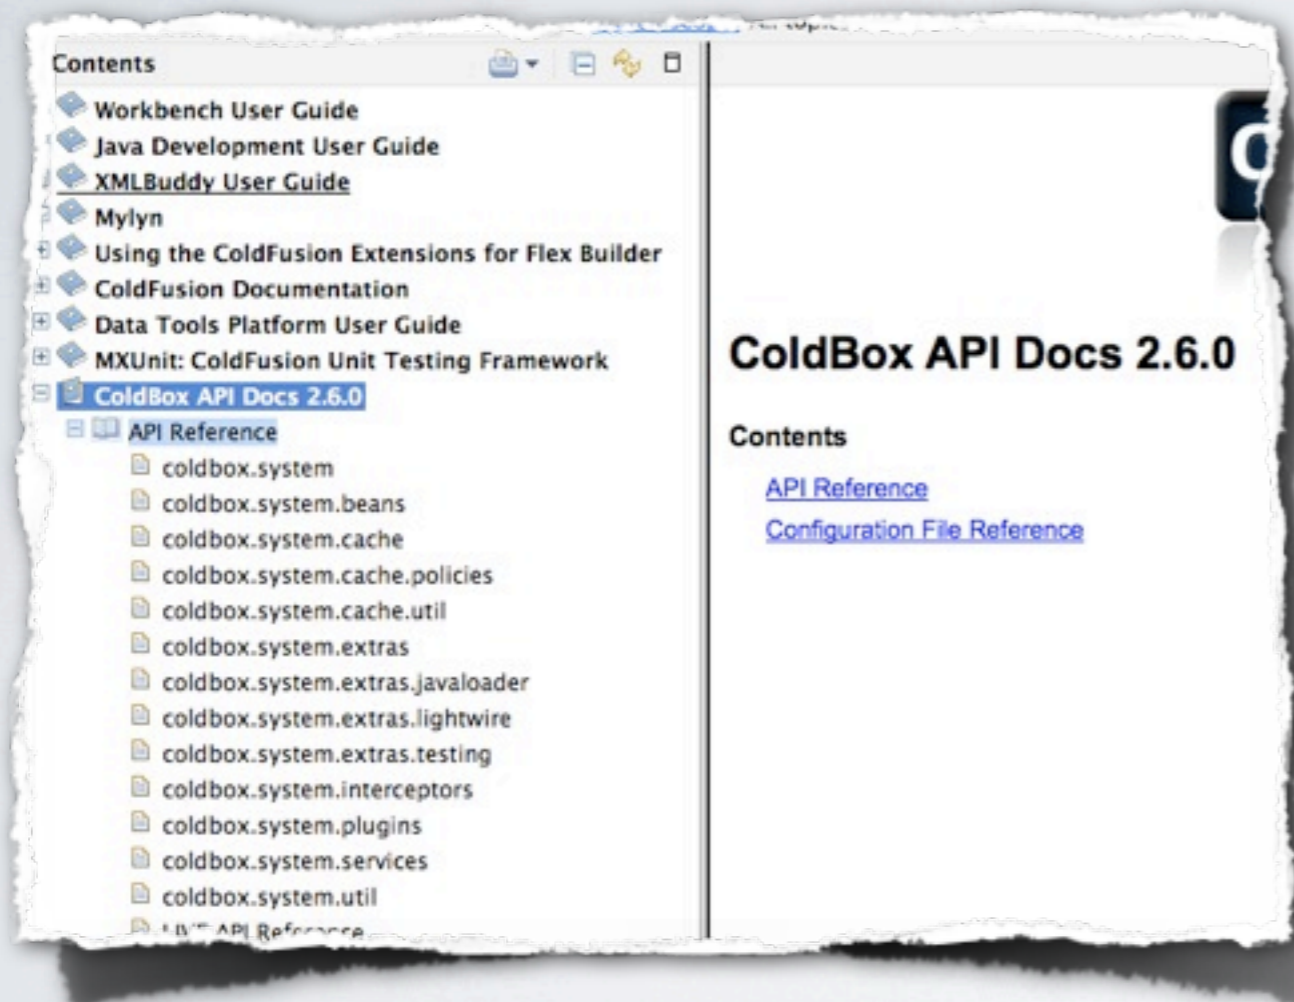 Contents
Workbench User Guide
Java Development User Guide
XMLBuddy User Guide
Mylyn
Using the ColdFusion Extensions for Flex Builder
ColdFusion Documentation
Data Tools Platform User Guide
MXUnit: ColdFusion Unit Testing Framework
ColdBox API Docs 2.6.0
API Reference
coldbox.system
coldbox.system.beans
coldbox.system.cache
coldbox.system.cache.policies
coldbox.system.cache.util
coldbox.system.extras
coldbox.system.extras.javaloader
coldbox.system.extras.lightwire
coldbox.system.extras.testing
coldbox.system.interceptors
coldbox.system.plugins
coldbox.system.services
coldbox.system.util
LIVE API Reference
ColdBox API Docs 2.6.0
Contents
API Reference
Configuration File Reference